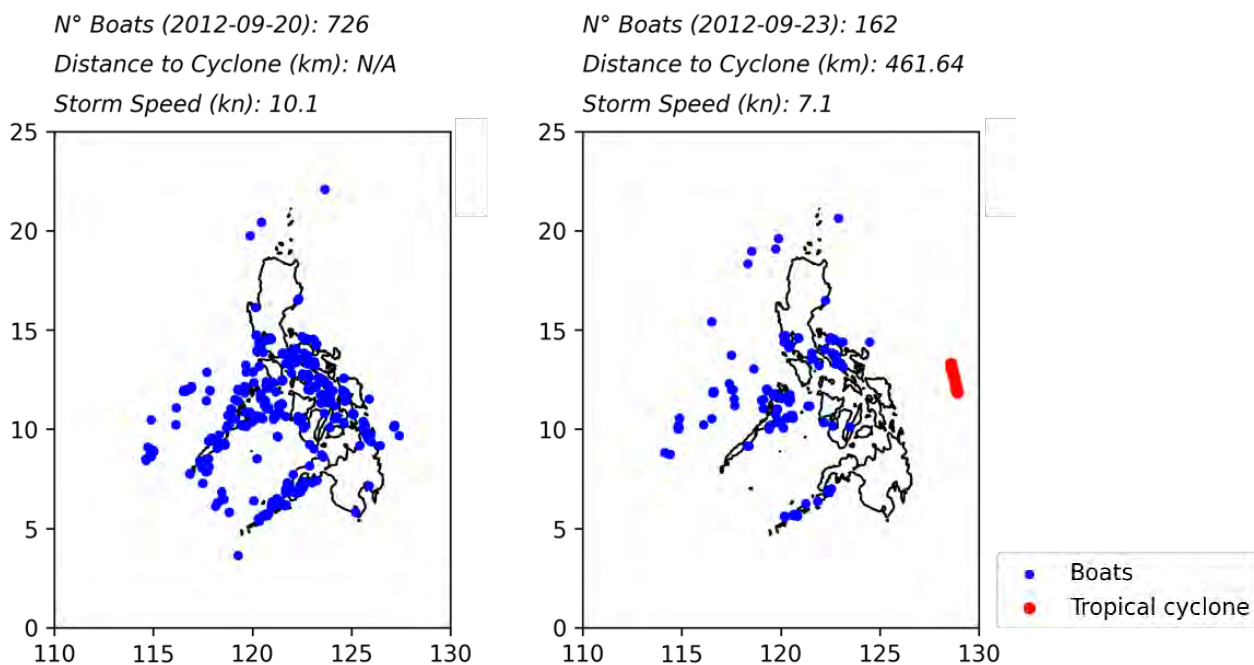 N° Boats (2012-09-20): 726
Distance to Cyclone (km): N/A
Storm Speed (kn): 10.1
25
20
15
10
5
0
110 115 120 125 130
N° Boats (2012-09-23): 162
Distance to Cyclone (km): 461.64
Storm Speed (kn): 7.1
25
20
15
10
5
0
110 115 120 125 130
Boats
Tropical cyclone